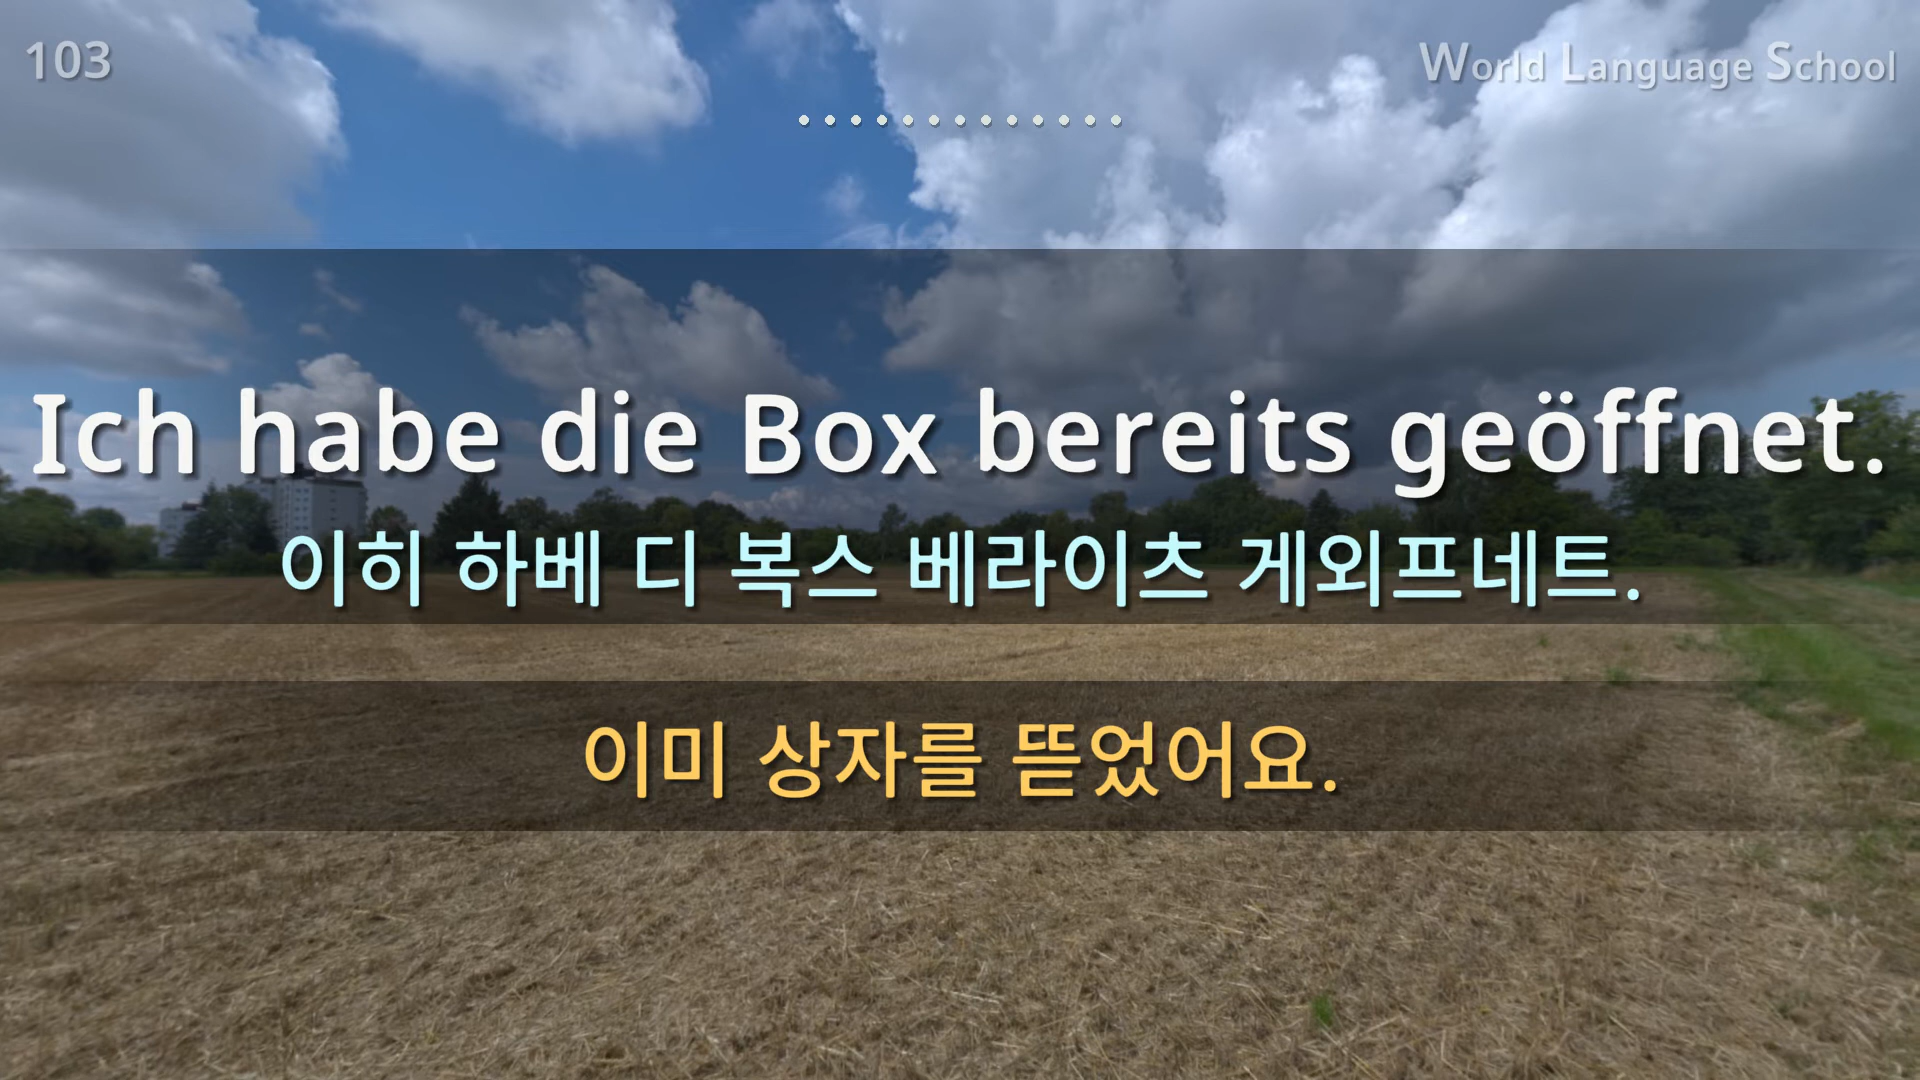 103
World Language School
Ich habe die Box bereits geöffnet.
이히 하베 디 복스 베라이츠 게외프네트.
이미 상자를 뜯었어요.